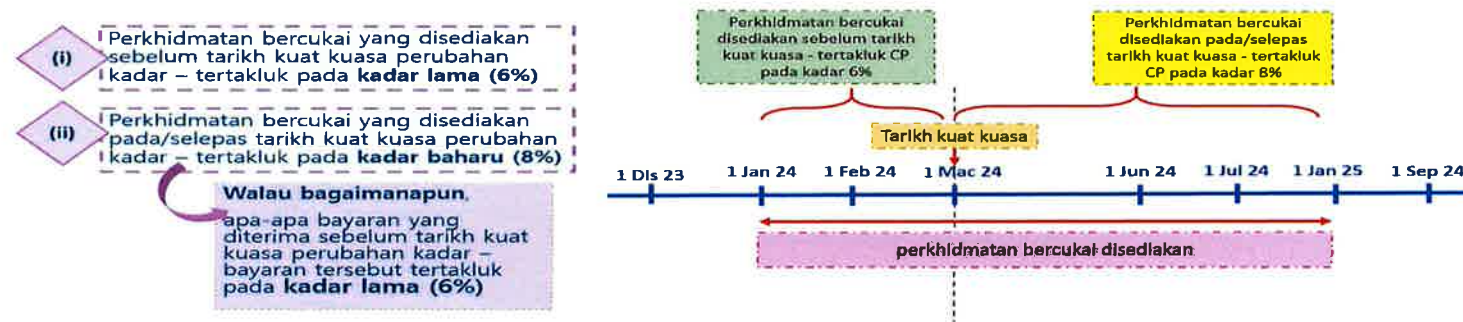 (i)
Perkhidmatan bercukai yang disediakan
sebelum tarikh kuat kuasa perubahan
kadar – tertakluk pada kadar lama (6%)
(ii)
Perkhidmatan bercukai yang disediakan
pada/selepas tarikh kuat kuasa perubahan
kadar – tertakluk pada kadar baharu (8%)
Walau bagaimanapun,
apa-apa bayaran yang
diterima sebelum tarikh kuat
kuasa perubahan kadar –
bayaran tersebut tertakluk
pada kadar lama (6%)
Perkhidmatan bercukai
disediakan sebelum tarikh
kuat kuasa - tertakluk CP
pada kadar 6%
Perkhidmatan bercukai
disediakan pada/selepas
tarikh kuat kuasa - tertakluk
CP pada kadar 8%
Tarikh kuat kuasa
1 Dis 23
1 Jan 24
1 Feb 24
1 Mac 24
1 Jun 24
1 Jul 24
1 Jan 25
1 Sep 24
perkhidmatan bercukai disediakan